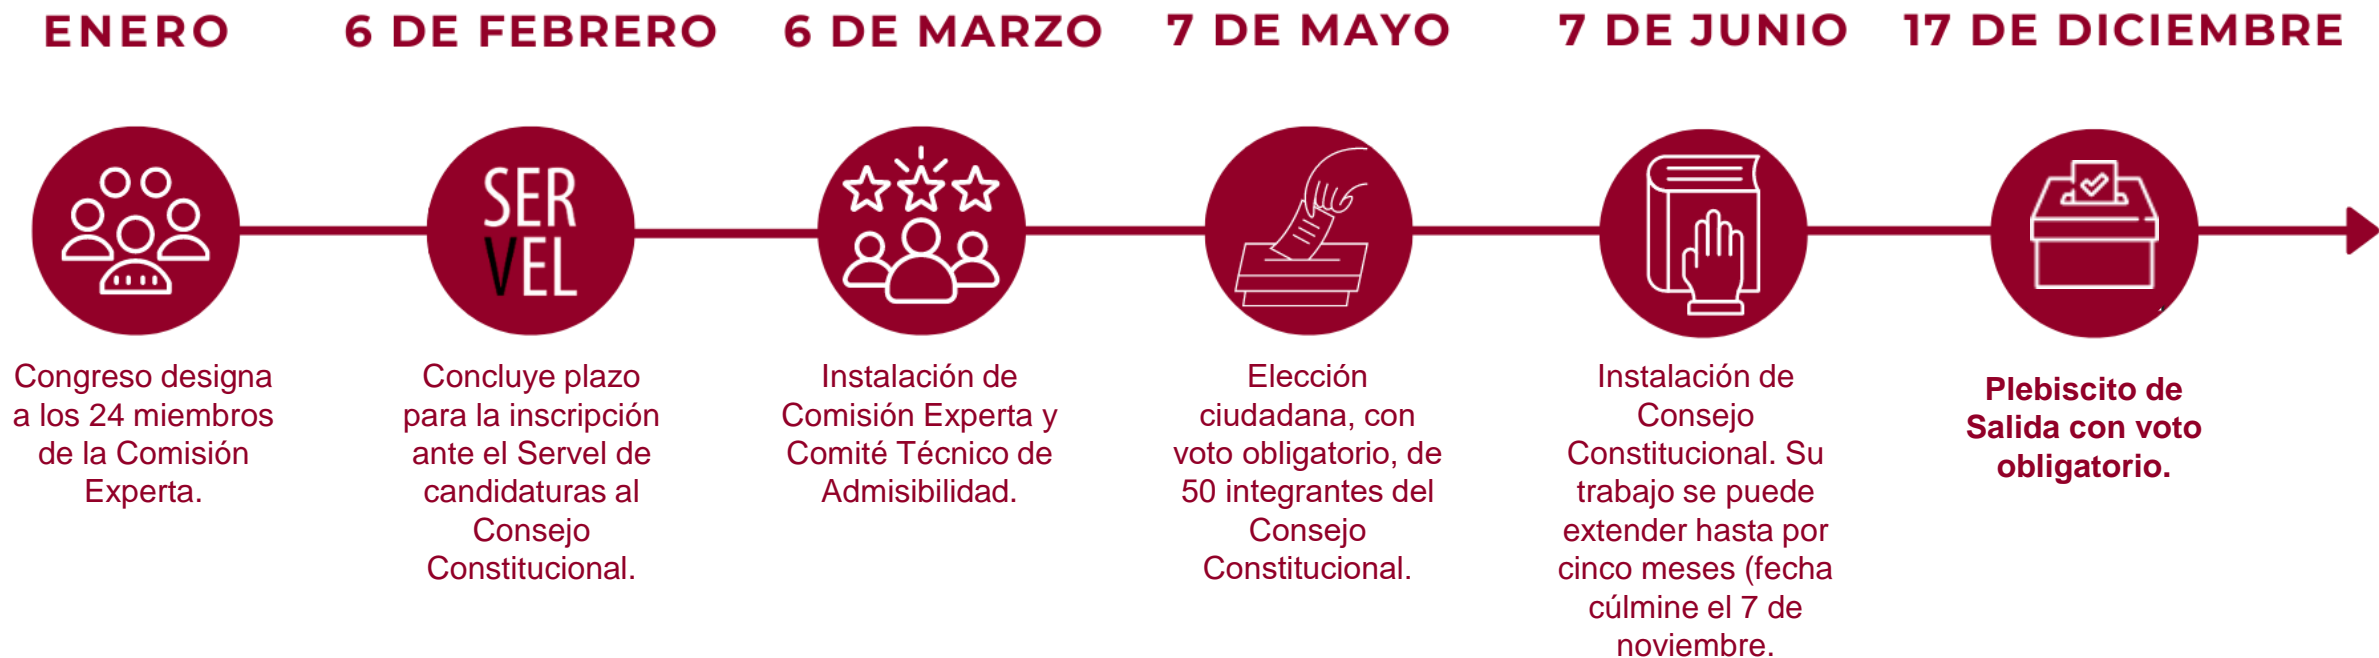 ENERO
Congreso designa
a los 24 miembros
de la Comisión
Experta.
6 DE FEBRERO
SER
VEL
Concluye plazo
para la inscripción
ante el Servel de
candidaturas al
Consejo
Constitucional.
6 DE MARZO
Instalación de
Comisión Experta y
Comité Técnico de
Admisibilidad.
7 DE MAYO
Elección
ciudadana, con
voto obligatorio, de
50 integrantes del
Consejo
Constitucional.
7 DE JUNIO
Instalación de
Consejo
Constitucional. Su
trabajo se puede
extender hasta por
cinco meses (fecha
cúlmine el 7 de
noviembre.
17 DE DICIEMBRE
Plebiscito de
Salida con voto
obligatorio.